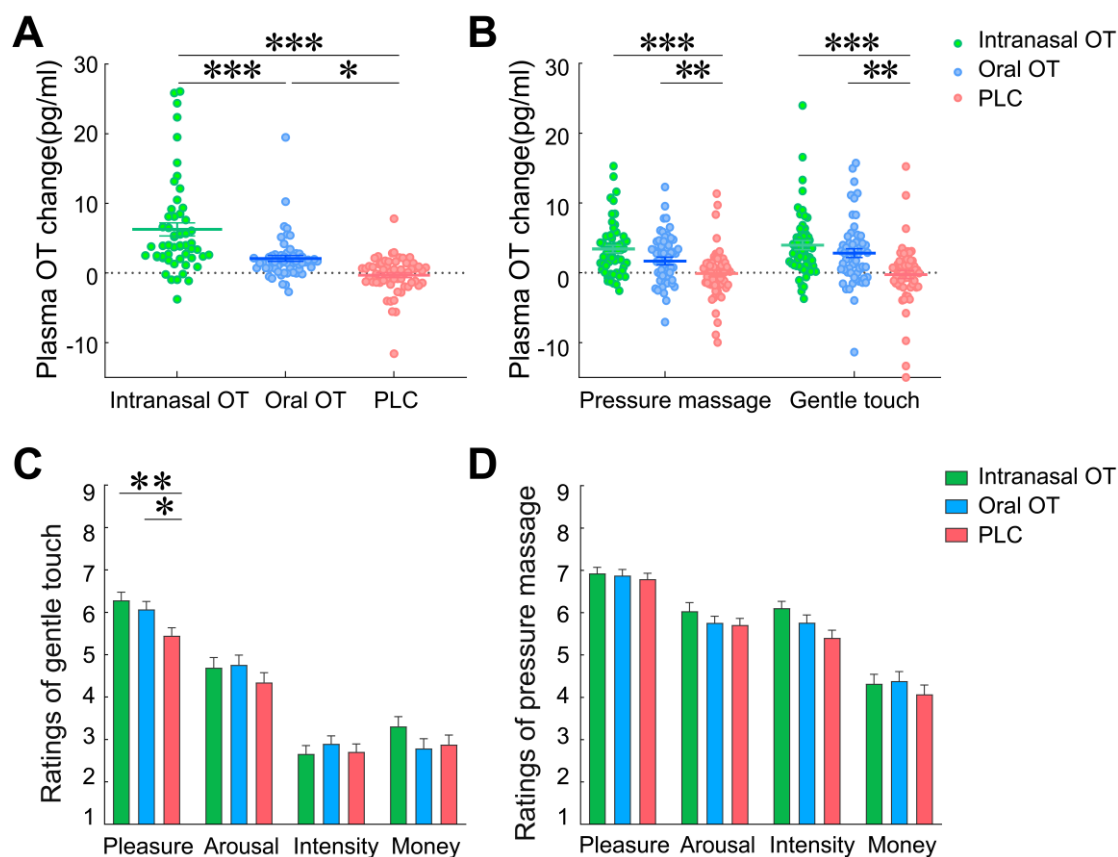 A
Plasma OT change(pg/ml)
30
20
10
0
-10
***
***
*
Intranasal OT
Oral OT
PLC
B
Plasma OT change(pg/ml)
30
20
10
0
-10
***
**
***
**
Pressure massage
Gentle touch
Intranasal OT
Oral OT
PLC
C
Ratings of gentle touch
9
8
7
6
5
4
3
2
1
**
*
Pleasure
Arousal
Intensity
Money
D
Ratings of pressure massage
9
8
7
6
5
4
3
2
1
Pleasure
Arousal
Intensity
Money
Intranasal OT
Oral OT
PLC